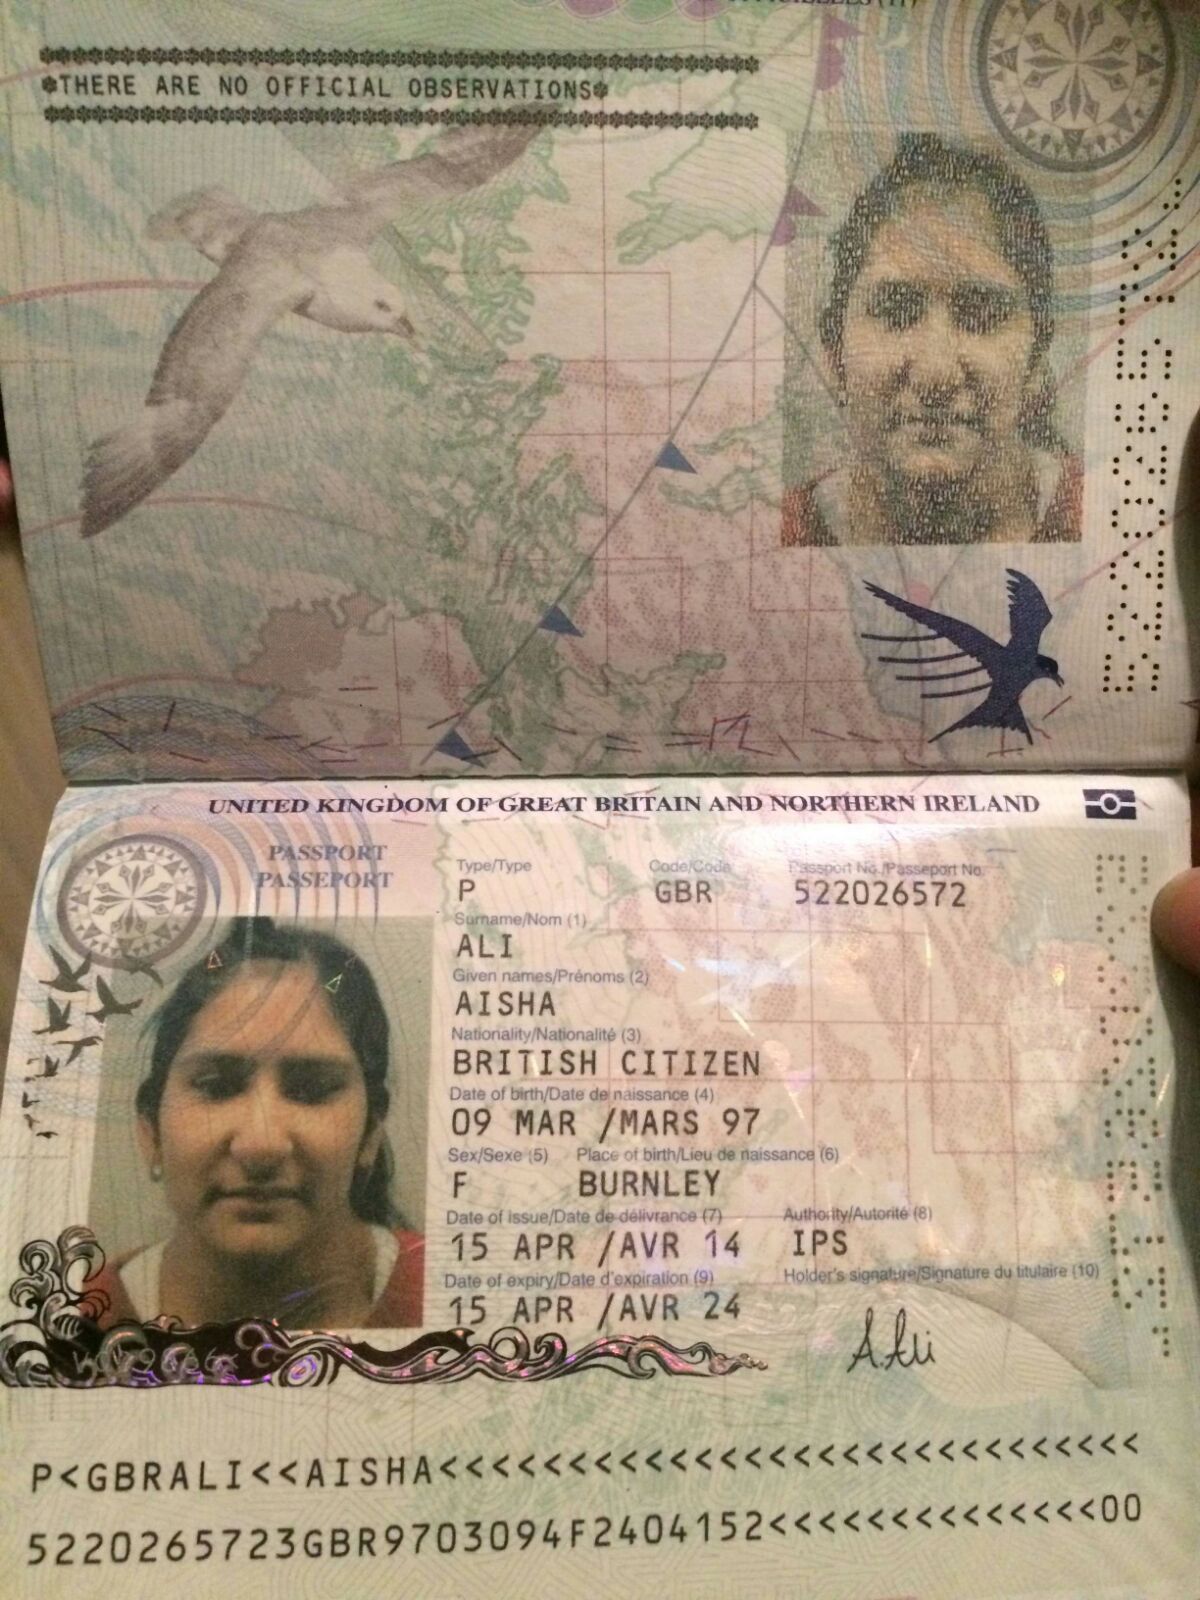 THERE ARE NO OFFICIAL OBSERVATIONS
UNITED KINGDOM OF GREAT BRITAIN AND NORTHERN IRELAND
PASSPORT
PASSEPORT
Type/Type Code/Code Passport No./Passeport No.
P GBR 522026572
Surname/Nom (1)
ALI
Given names/Prénoms (2)
AISHA
Nationality/Nationalité (3)
BRITISH CITIZEN
Date of birth/Date de naissance (4)
09 MAR /MARS 97
Sex/Sexe (5) Place of birth/Lieu de naissance (6)
F BURNLEY
Date of issue/Date de délivrance (7) Authority/Autorité (8)
15 APR /AVR 14 IPS
Date of expiry/Date d'expiration (9) Holder's signature/Signature du titulaire (10)
15 APR /AVR 24
A.Ali
P<GBRALI<<AISHA<<<<<<<<<<<<<<<<<<<<<<<<<<<<<
5220265723GBR9703094F2404152<<<<<<<<<<<<<<00